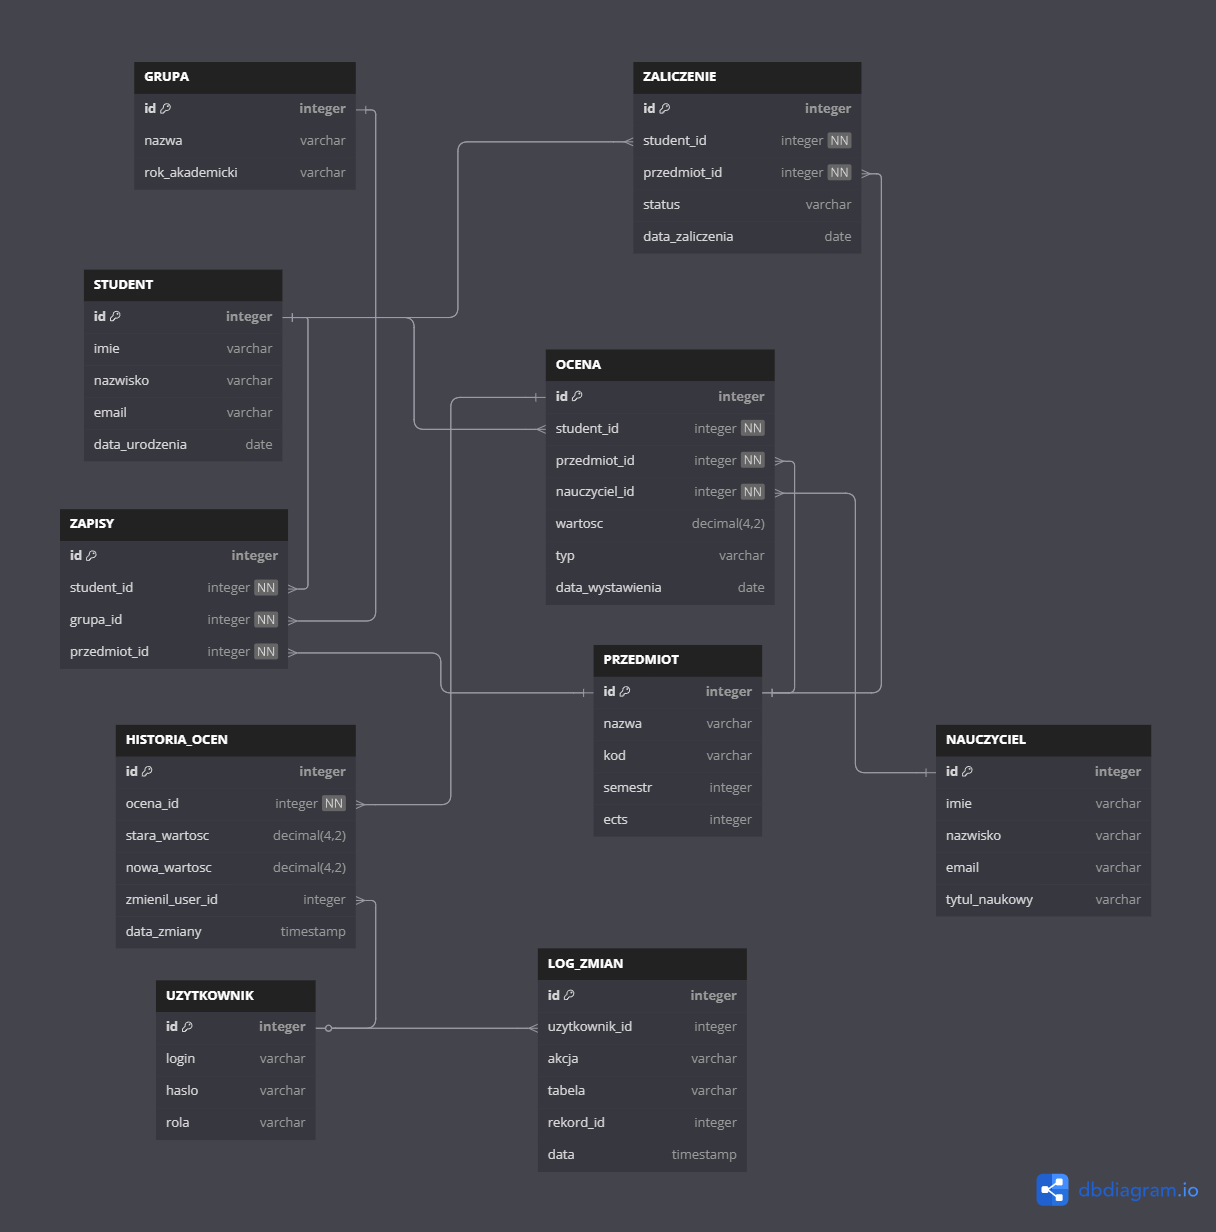 GRUPA
id integer
nazwa varchar
rok_akademicki varchar
ZALICZENIE
id integer
student_id integer NN
przedmiot_id integer NN
status varchar
data_zaliczenia date
STUDENT
id integer
imie varchar
nazwisko varchar
email varchar
data_urodzenia date
OCENA
id integer
student_id integer NN
przedmiot_id integer NN
nauczyciel_id integer NN
wartosc decimal(4,2)
typ varchar
data_wystawienia date
ZAPISY
id integer
student_id integer NN
grupa_id integer NN
przedmiot_id integer NN
PRZEDMIOT
id integer
nazwa varchar
kod varchar
semestr integer
ects integer
HISTORIA_OCEN
id integer
ocena_id integer NN
stara_wartosc decimal(4,2)
nowa_wartosc decimal(4,2)
zmienil_user_id integer
data_zmiany timestamp
NAUCZYCIEL
id integer
imie varchar
nazwisko varchar
email varchar
tytul_naukowy varchar
UZYTKOWNIK
id integer
login varchar
haslo varchar
rola varchar
LOG_ZMIAN
id integer
uzytkownik_id integer
akcja varchar
tabela varchar
rekord_id integer
data timestamp
dbdiagram.io